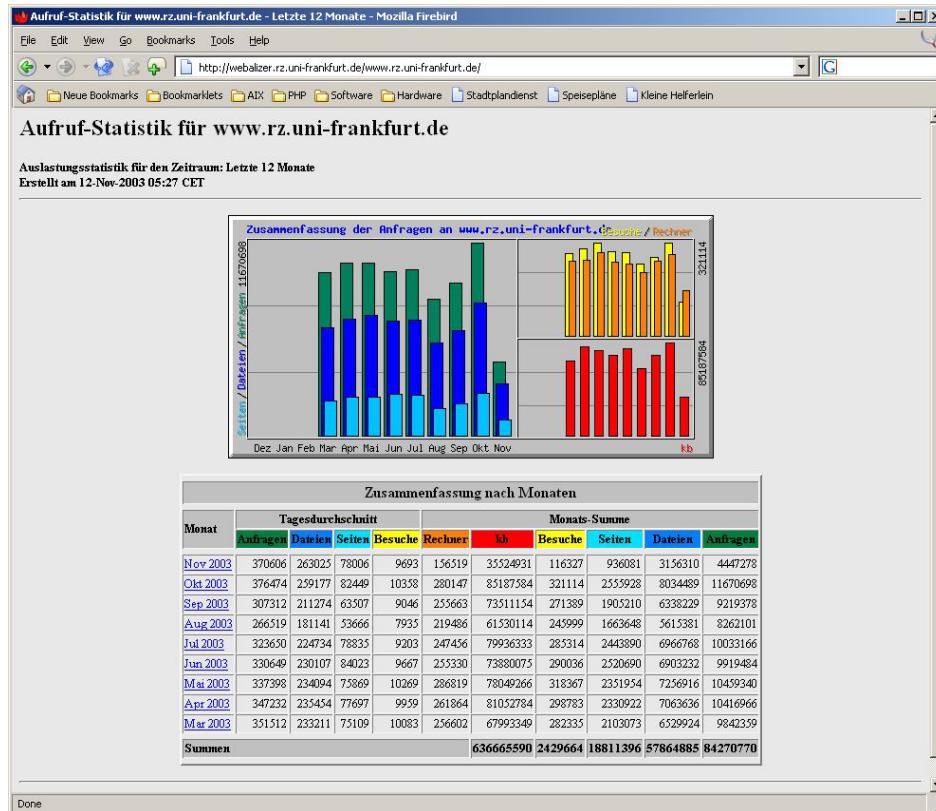 Aufruf-Statistik für www.rz.uni-frankfurt.de - Letzte 12 Monate - Mozilla Firebird
File Edit View Go Bookmarks Tools Help
http://webalizer.rz.uni-frankfurt.de/www.rz.uni-frankfurt.de/
Neue Bookmarks Bookmarklets AIX PHP Software Hardware Stadtplandienst Speisepläne Kleine Helferlein
Aufruf-Statistik für www.rz.uni-frankfurt.de
Auslastungsstatistik für den Zeitraum: Letzte 12 Monate
Erstellt am 12-Nov-2003 05:27 CET
Zusammenfassung der Anfragen an www.rz.uni-frankfurt.de
Besuche / Rechner
Seiten / Dateien / Anfragen 11670698
321114
85187584
Dez Jan Feb Mar Apr Mai Jun Jul Aug Sep Okt Nov
kb
Zusammenfassung nach Monaten
Monat Tagesdurchschnitt Monats-Summe
Anfragen Dateien Seiten Besuche Rechner kb Besuche Seiten Dateien Anfragen
Nov 2003 370606 263025 78006 9693 156519 35524931 116327 936081 3156310 4447278
Okt 2003 376474 259177 82449 10358 280147 85187584 321114 2555928 8034489 11670698
Sep 2003 307312 211274 63507 9046 255663 73511154 271389 1905210 6338229 9219378
Aug 2003 266519 181141 53666 7935 219486 61530114 245999 1663648 5615381 8262101
Jul 2003 323650 224734 78835 9203 247456 79936333 285314 2443890 6966768 10033166
Jun 2003 330649 230107 84023 9667 255330 73880075 290036 2520690 6903232 9919484
Mai 2003 337398 234094 75869 10269 286819 78049266 318367 2351954 7256916 10459340
Apr 2003 347232 235454 77697 9959 261864 81052784 298783 2330922 7063636 10416966
Mar 2003 351512 233211 75109 10083 256602 67993349 282335 2103073 6529924 9842359
Summen 636665590 2429664 18811396 57864885 84270770
Done